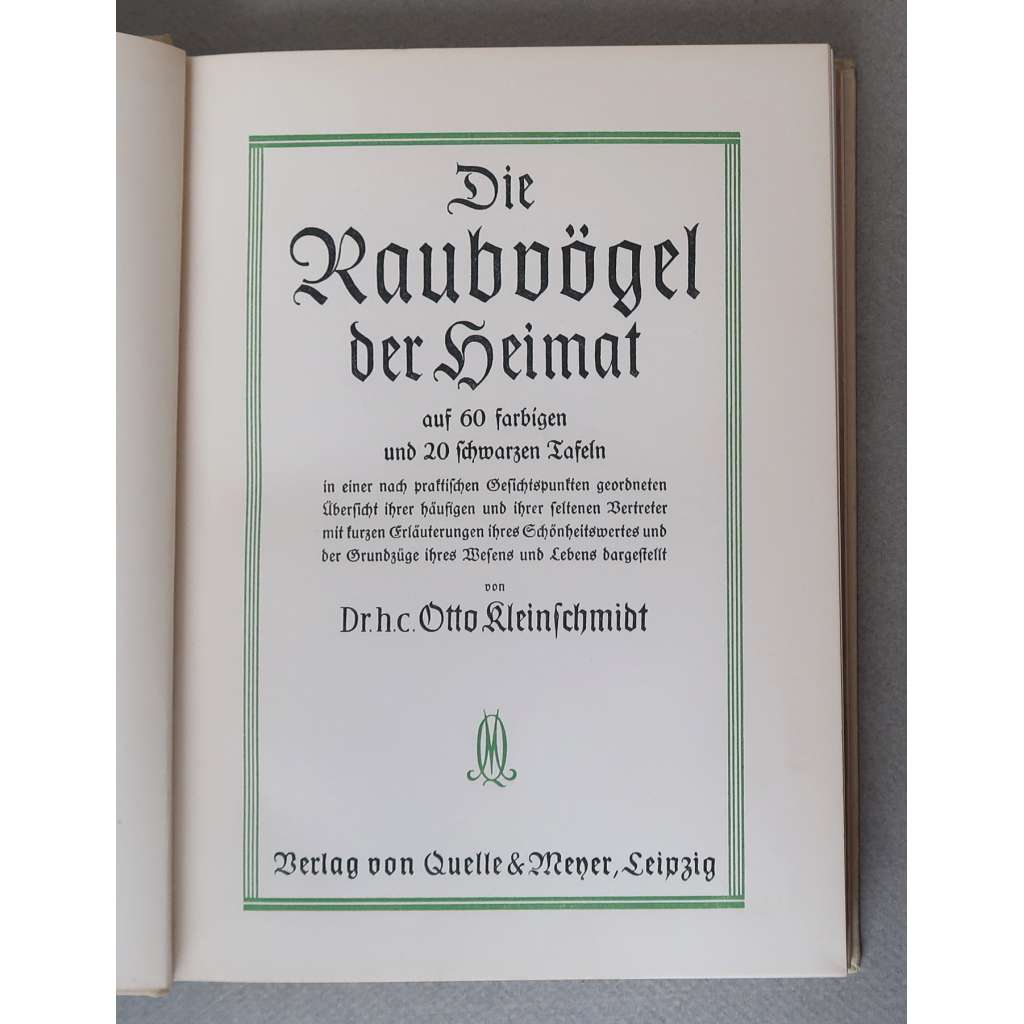 Die
Raubvögel
der Heimat
auf 60 farbigen
und 20 schwarzen Tafeln
in einer nach praktischen Gesichtspunkten geordneten
Übersicht ihrer häufigen und ihrer seltenen Vertreter
mit kurzen Erläuterungen ihres Schönheitswertes und
der Grundzüge ihres Wesens und Lebens dargestellt
von
Dr. h. c. Otto Kleinschmidt
QM
Verlag von Quelle & Meyer, Leipzig